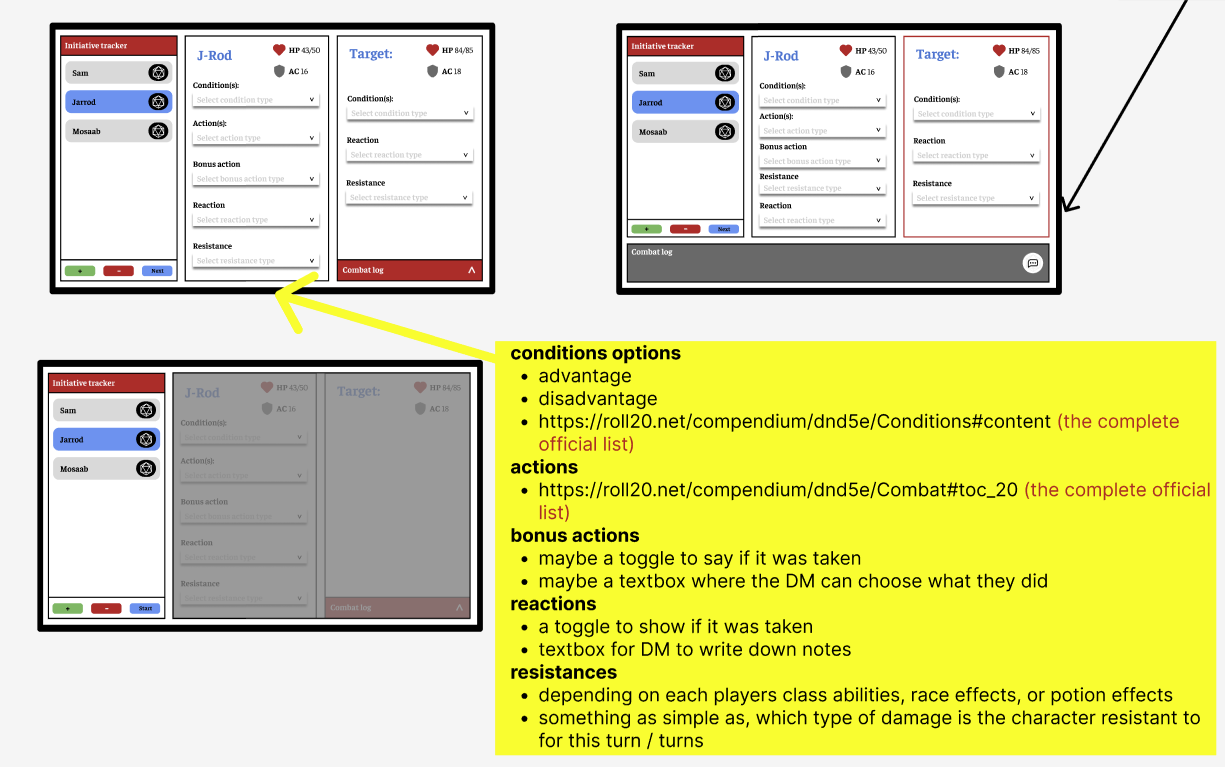 Initiative tracker
Sam
Jarrod
Mosaab
+
-
Next
J-Rod
HP 43/50
AC 16
Condition(s):
Select condition type
Action(s):
Select action type
Bonus action
Select bonus action type
Reaction
Select reaction type
Resistance
Select resistance type
Target:
HP 84/85
AC 18
Condition(s):
Select condition type
Reaction
Select reaction type
Resistance
Select resistance type
Combat log
Initiative tracker
Sam
Jarrod
Mosaab
+
-
Next
J-Rod
HP 43/50
AC 16
Condition(s):
Select condition type
Action(s):
Select action type
Bonus action
Select bonus action type
Resistance
Select resistance type
Reaction
Select reaction type
Target:
HP 84/85
AC 18
Condition(s):
Select condition type
Reaction
Select reaction type
Resistance
Select resistance type
Combat log
Initiative tracker
Sam
Jarrod
Mosaab
+
-
Start
J-Rod
HP 43/50
AC 16
Condition(s):
Select condition type
Action(s):
Select action type
Bonus action
Select bonus action type
Reaction
Select reaction type
Resistance
Select resistance type
Target:
HP 84/85
AC 18
Combat log
conditions options
• advantage
• disadvantage
• https://roll20.net/compendium/dnd5e/Conditions#content (the complete
official list)
actions
• https://roll20.net/compendium/dnd5e/Combat#toc_20 (the complete official
list)
bonus actions
• maybe a toggle to say if it was taken
• maybe a textbox where the DM can choose what they did
reactions
• a toggle to show if it was taken
• textbox for DM to write down notes
resistances
• depending on each players class abilities, race effects, or potion effects
• something as simple as, which type of damage is the character resistant to
for this turn / turns